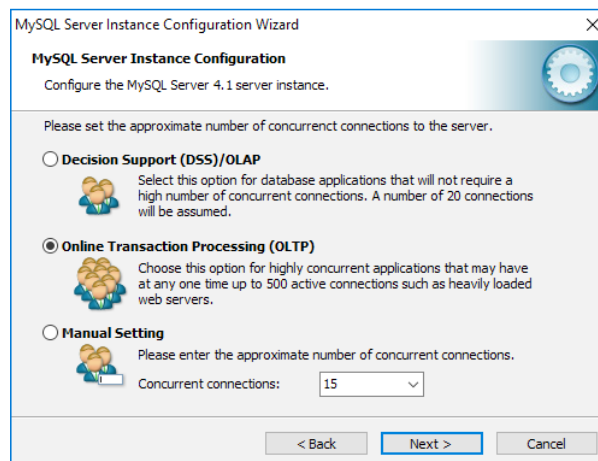 MySQL Server Instance Configuration Wizard
MySQL Server Instance Configuration
Configure the MySQL Server 4.1 server instance.
Please set the approximate number of concurrenct connections to the server.
Decision Support (DSS)/OLAP
Select this option for database applications that will not require a
high number of concurrent connections. A number of 20 connections
will be assumed.
Online Transaction Processing (OLTP)
Choose this option for highly concurrent applications that may have
at any one time up to 500 active connections such as heavily loaded
web servers.
Manual Setting
Please enter the approximate number of concurrent connections.
Concurrent connections: 15
< Back Next > Cancel